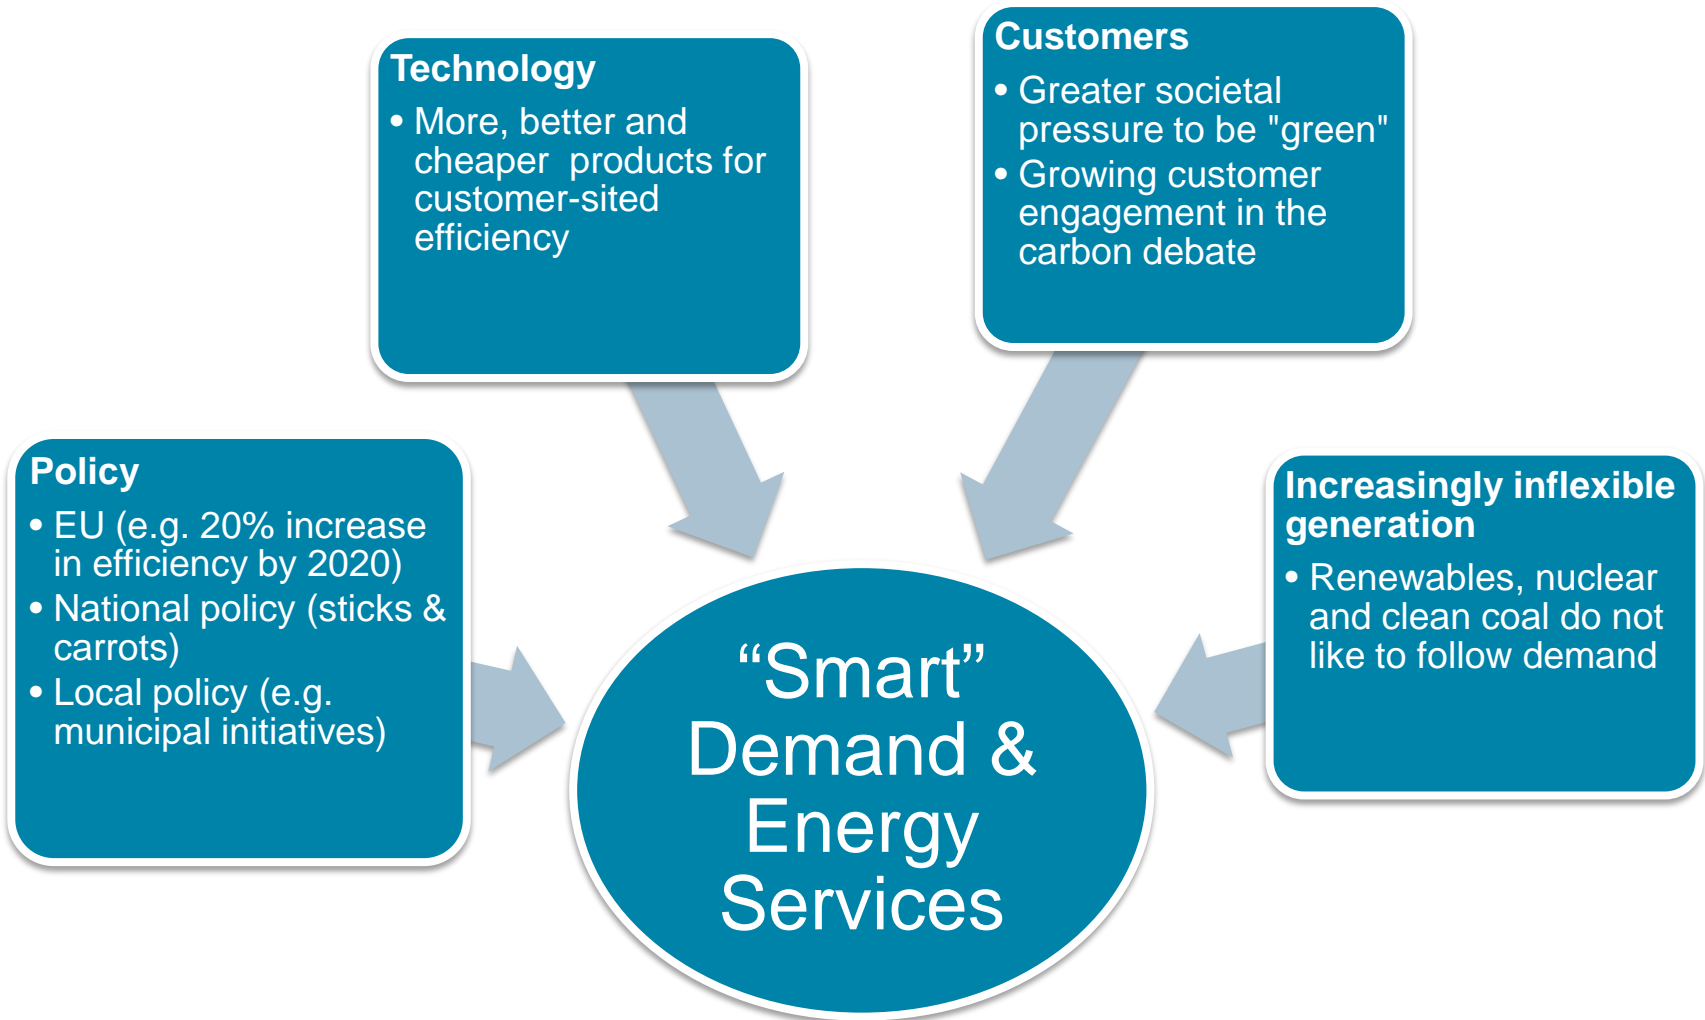 Technology
• More, better and
cheaper  products for
customer-sited
efficiency
Customers
• Greater societal
pressure to be "green"
• Growing customer
engagement in the
carbon debate
Policy
• EU (e.g. 20% increase
in efficiency by 2020)
• National policy (sticks &
carrots)
• Local policy (e.g.
municipal initiatives)
Increasingly inflexible
generation
• Renewables, nuclear
and clean coal do not
like to follow demand
“Smart”
Demand &
Energy
Services